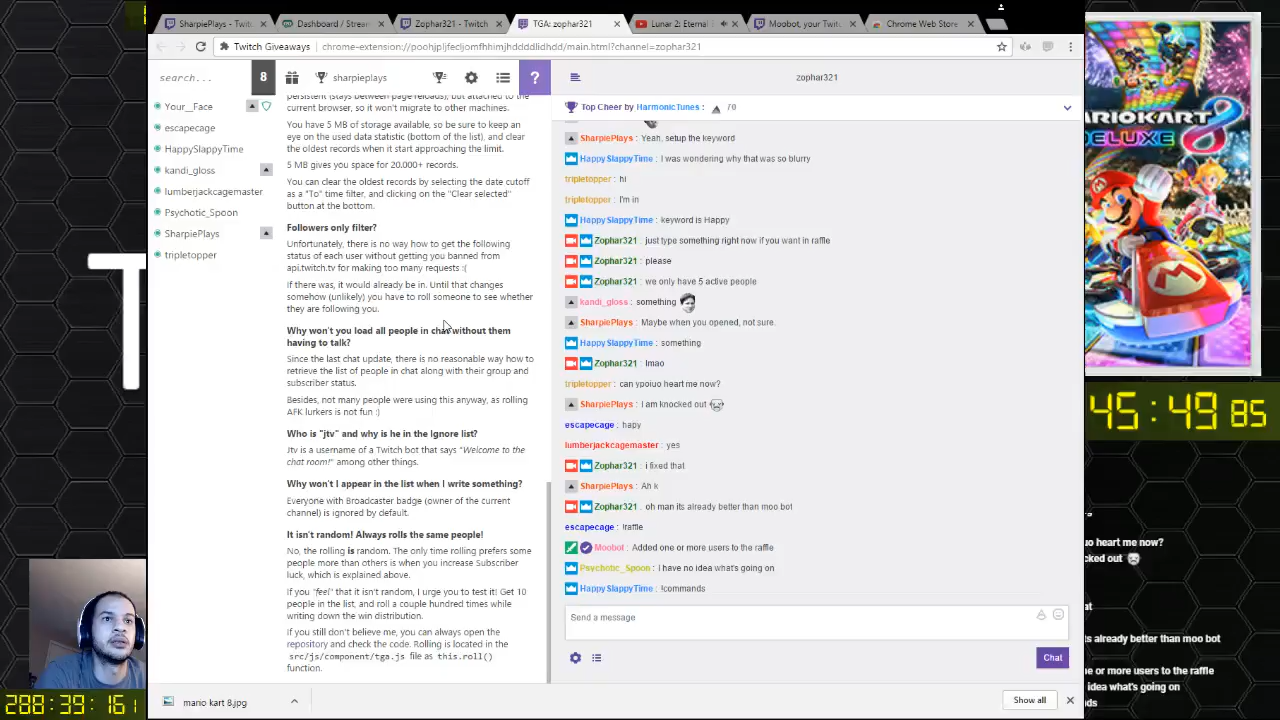 SharpiePlays - Twitch
Dashboard / Stream
Zophar321 - Twitch
TGA: zophar321
Lunar 2: Eternal
Moobot, your Twitch
Chrome Web Store
Twitch Giveaways
chrome-extension://poohjpljfecljomfhhimjhddddlidhdd/main.html?channel=zophar321
search...
8
sharpieplays
?
zophar321
Your__Face
escapecage
HappySlappyTime
kandi_gloss
lumberjackcagemaster
Psychotic_Spoon
SharpiePlays
tripletopper
persistent (stays between page reloads), but attached to the
current browser, so it won't migrate to other machines.
You have 5 MB of storage available, so be sure to keep an
eye on the used data statistic (bottom of the list), and clear
the oldest records when start approaching the limit.
5 MB gives you space for 20,000+ records.
You can clear the oldest records by selecting the date cutoff
as a "To" time filter, and clicking on the "Clear selected"
button at the bottom.
Followers only filter?
Unfortunately, there is no way how to get the following
status of each user without getting you banned from
api.twitch.tv for making too many requests :(
If there was, it would already be in. Until that changes
somehow (unlikely) you have to roll someone to see whether
they are following you.
Why won't you load all people in chat without them
having to talk?
Since the last chat update, there is no reasonable way how to
retrieve the list of people in chat along with their group and
subscriber status.
Besides, not many people were using this anyway, as rolling
AFK lurkers is not fun :)
Who is "jtv" and why is he in the ignore list?
Jtv is a username of a Twitch bot that says "Welcome to the
chat room!" among other things.
Why won't I appear in the list when I write something?
Everyone with Broadcaster badge (owner of the current
channel) is ignored by default.
It isn't random! Always rolls the same people!
No, the rolling is random. The only time rolling prefers some
people more than others is when you increase Subscriber
luck, which is explained above.
If you "feel" that it isn't random, I urge you to test it! Get 10
people in the list, and roll a couple hundred times while
writing down the win distribution.
If you still don't believe me, you can always open the
repository and check the code. Rolling is located in the
src/js/component/tga.js file as this.roll()
function.
Top Cheer by HarmonicTunes : 70
SharpiePlays : Yeah, setup the keyword
HappySlappyTime : I was wondering why that was so blurry
tripletopper : hi
tripletopper : I'm in
HappySlappyTime : keyword is Happy
Zophar321 : just type something right now if you want in raffle
Zophar321 : please
Zophar321 : we only have 5 active people
kandi_gloss : something
SharpiePlays : Maybe when you opened, not sure.
HappySlappyTime : something
Zophar321 : lmao
tripletopper : can ypoiuo heart me now?
SharpiePlays : I am knocked out
escapecage: hapy
lumberjackcagemaster : yes
Zophar321 : i fixed that
SharpiePlays : Ah k
Zophar321 : oh man its already better than moo bot
escapecage: !raffle
Moobot : Added one or more users to the raffle
Psychotic_Spoon : I have no idea what's going on
HappySlappyTime : !commands
Send a message
Chat
mario kart 8.jpg
Show all
ARIOKART
8
DELUXE
45:49 85
uo heart me now?
cked out
at
ts already better than moo bot
ne or more users to the raffle
idea what's going on
nds
T
288:39:16